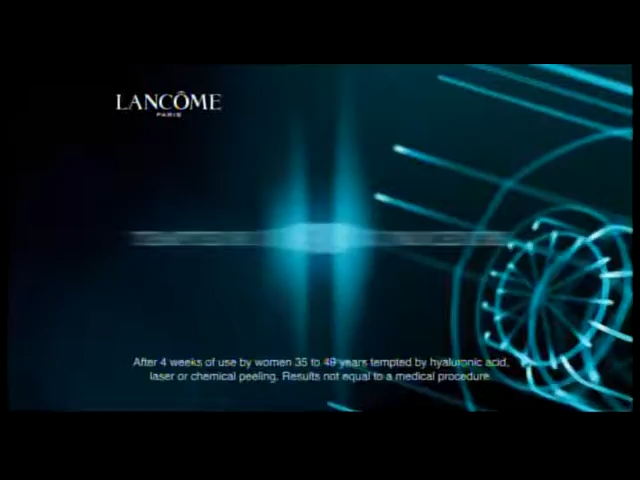 LANCÔME
PARIS
After 4 weeks of use by women 35 to 49 years tempted by hyaluronic acid,
laser or chemical peeling. Results not equal to a medical procedure